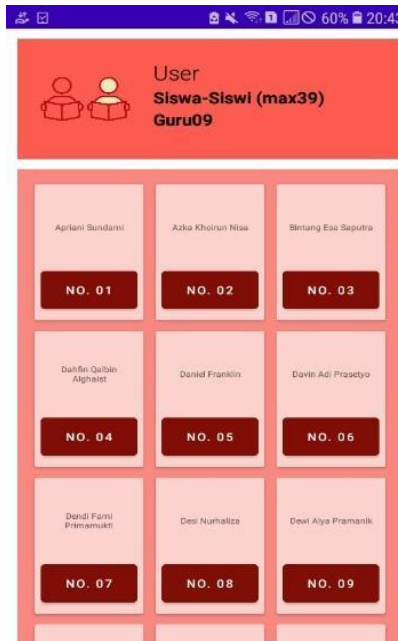 60% 20:43
User
Siswa-Siswi (max39)
Guru09
Apriani Sundami
Azka Khoirun Nisa
Bintang Esa Saputra
NO. 01
NO. 02
NO. 03
Dahfin Qalbin
Alghaist
Daniel Franklin
Davin Adi Prasetyo
NO. 04
NO. 05
NO. 06
Dendi Farni
Primamukti
Desi Nurhaliza
Dewi Alya Pramanik
NO. 07
NO. 08
NO. 09